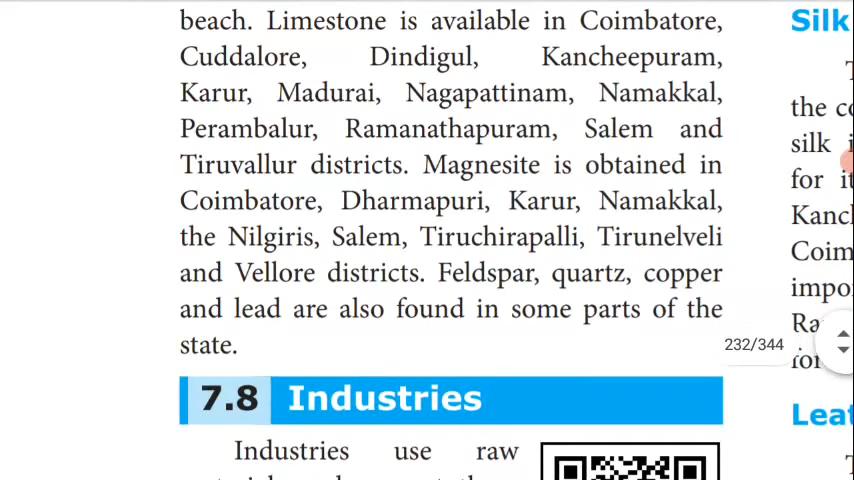 beach. Limestone is available in Coimbatore,
Cuddalore, Dindigul, Kancheepuram,
Karur, Madurai, Nagapattinam, Namakkal,
Perambalur, Ramanathapuram, Salem and
Tiruvallur districts. Magnesite is obtained in
Coimbatore, Dharmapuri, Karur, Namakkal,
the Nilgiris, Salem, Tiruchirapalli, Tirunelveli
and Vellore districts. Feldspar, quartz, copper
and lead are also found in some parts of the
state.
7.8 Industries
Industries use raw
Silk
the
silk
for
232/344